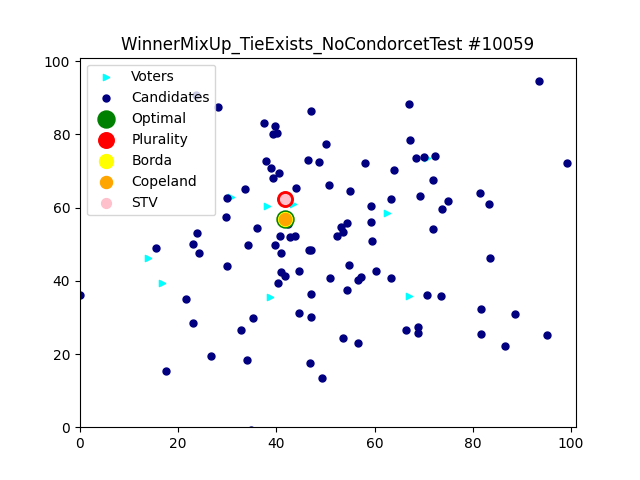 WinnerMixUp_TieExists_NoCondorcetTest #10059
100
80
60
40
20
0
Voters
Candidates
Optimal
Plurality
Borda
Copeland
STV
0 20 40 60 80 100